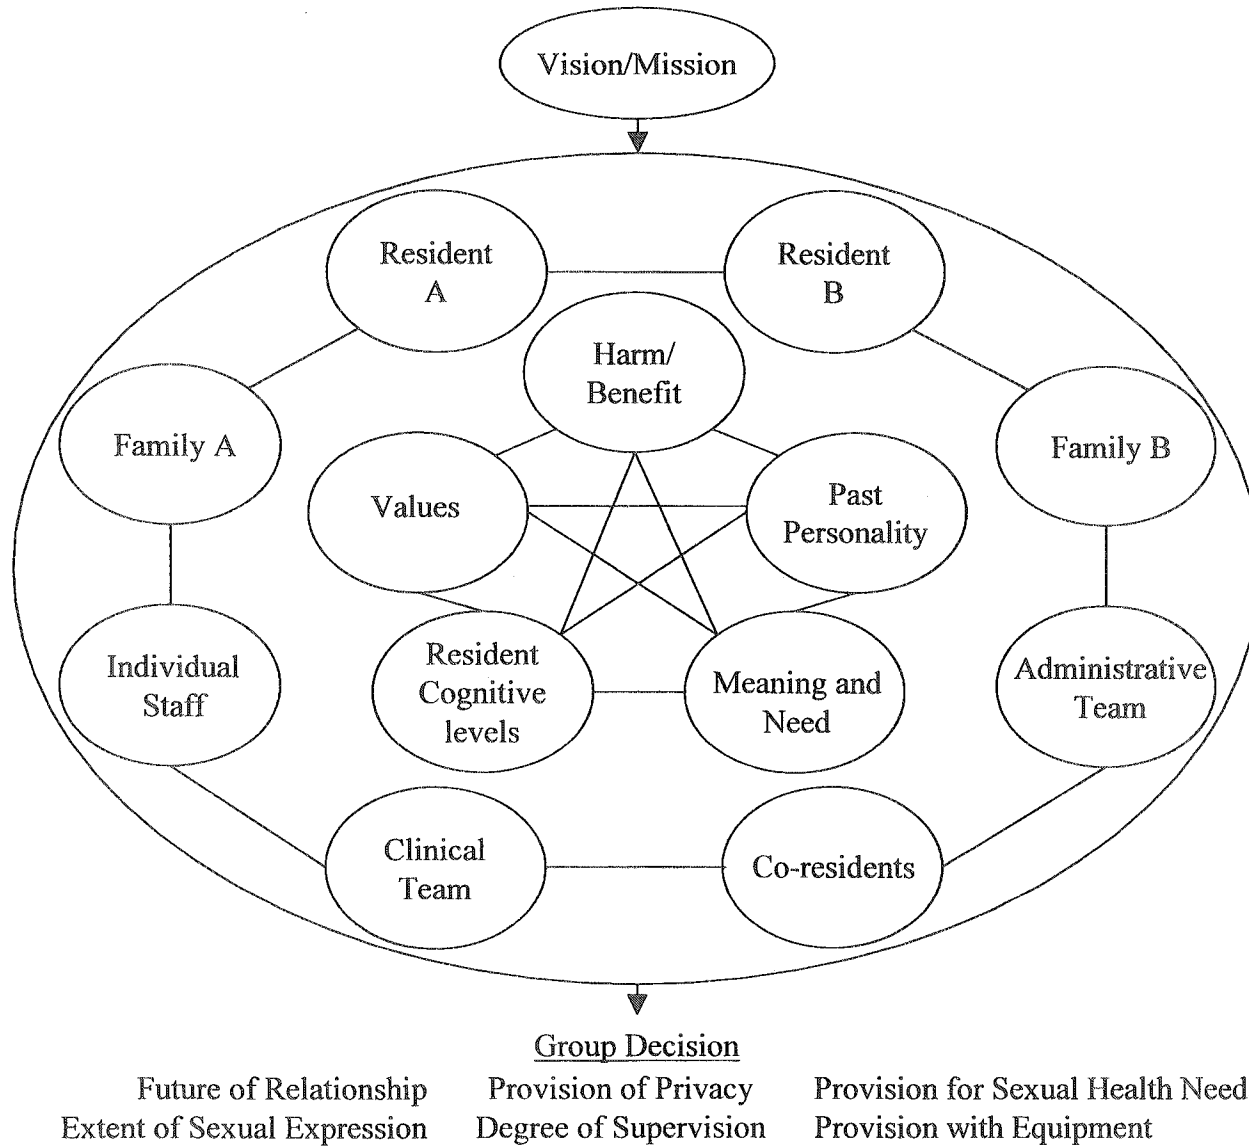 Vision/Mission
Resident
A
Resident
B
Harm/
Benefit
Family A
Family B
Values
Past
Personality
Individual
Staff
Resident
Cognitive
levels
Meaning and
Need
Administrative
Team
Clinical
Team
Co-residents
Group Decision
Future of Relationship Provision of Privacy Provision for Sexual Health Need
Extent of Sexual Expression Degree of Supervision Provision with Equipment